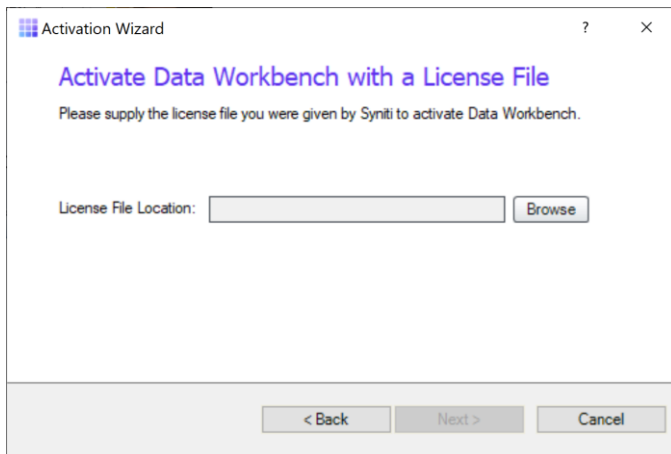 Activation Wizard ? ×
Activate Data Workbench with a License File
Please supply the license file you were given by Syniti to activate Data Workbench.
License File Location: Browse
< Back Next > Cancel